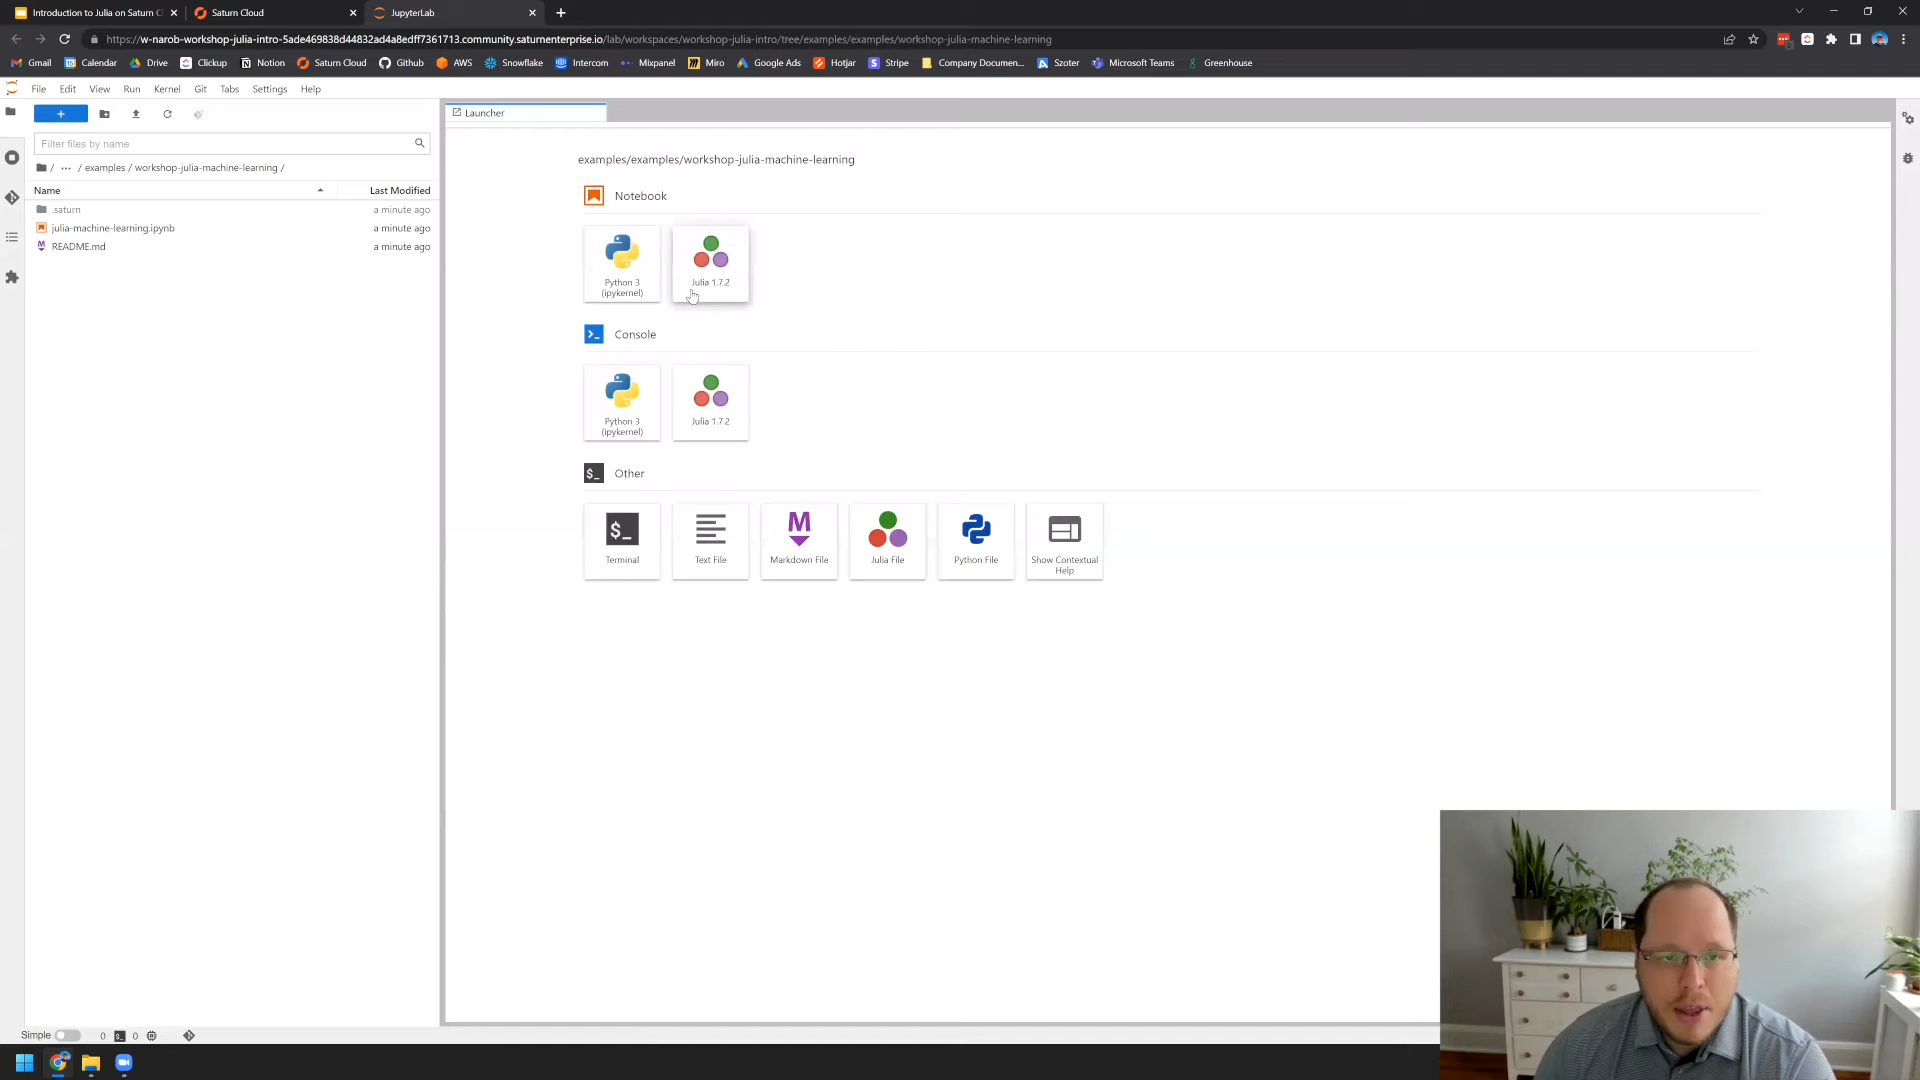 Introduction to Julia on Saturn C
Saturn Cloud
JupyterLab
https://w-narob-workshop-julia-intro-5ade469838d44832ad4a8edff7361713.community.saturnenterprise.io/lab/workspaces/workshop-julia-intro/tree/examples/examples/workshop-julia-machine-learning
Gmail Calendar Drive Clickup Notion Saturn Cloud Github AWS Snowflake Intercom Mixpanel Miro Google Ads Hotjar Stripe Company Documen... Szoter Microsoft Teams Greenhouse
File Edit View Run Kernel Git Tabs Settings Help
+
Launcher
Filter files by name
/ ... / examples / workshop-julia-machine-learning /
Name Last Modified
.saturn a minute ago
julia-machine-learning.ipynb a minute ago
README.md a minute ago
examples/examples/workshop-julia-machine-learning
Notebook
Python 3
(ipykernel)
Julia 1.7.2
Console
Python 3
(ipykernel)
Julia 1.7.2
$_ Other
$_
Terminal
Text File
M
Markdown File
Julia File
Python File
Show Contextual
Help
Simple 0 0